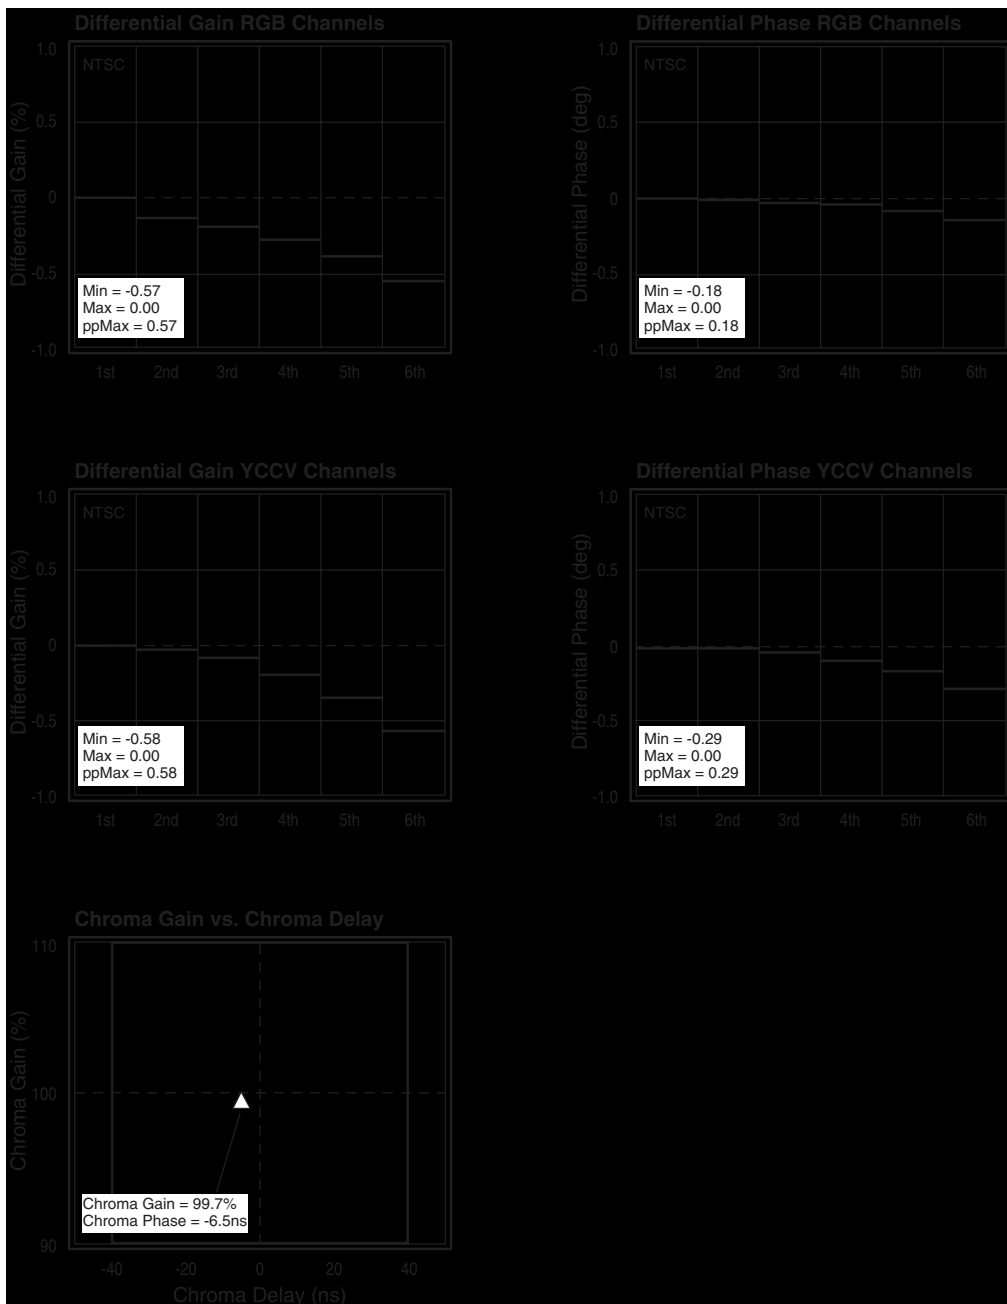 Differential Gain RGB Channels
Differential Gain (%)
1.0
0.5
0
-0.5
-1.0
NTSC
Min = -0.57
Max = 0.00
ppMax = 0.57
1st 2nd 3rd 4th 5th 6th
Differential Phase RGB Channels
Differential Phase (deg)
1.0
0.5
0
-0.5
-1.0
NTSC
Min = -0.18
Max = 0.00
ppMax = 0.18
1st 2nd 3rd 4th 5th 6th
Differential Gain YCCV Channels
Differential Gain (%)
1.0
0.5
0
-0.5
-1.0
NTSC
Min = -0.58
Max = 0.00
ppMax = 0.58
1st 2nd 3rd 4th 5th 6th
Differential Phase YCCV Channels
Differential Phase (deg)
1.0
0.5
0
-0.5
-1.0
NTSC
Min = -0.29
Max = 0.00
ppMax = 0.29
1st 2nd 3rd 4th 5th 6th
Chroma Gain vs. Chroma Delay
Chroma Gain (%)
110
100
90
Chroma Gain = 99.7%
Chroma Phase = -6.5ns
-40 -20 0 20 40
Chroma Delay (ns)